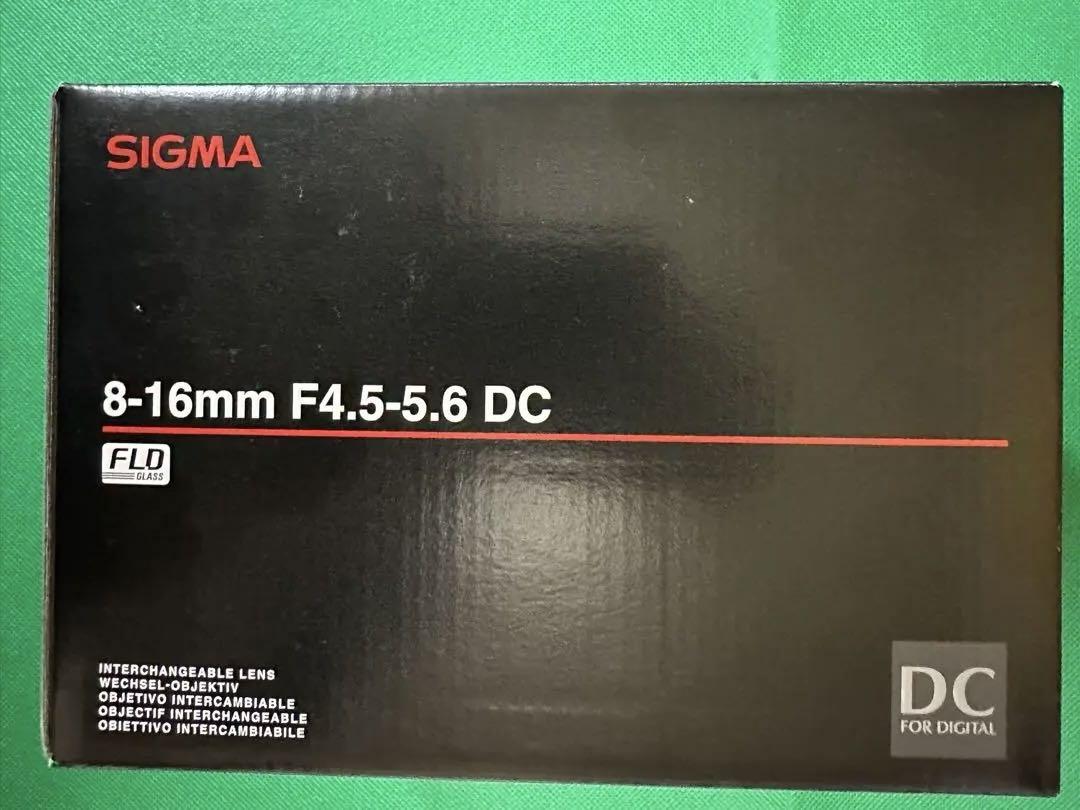 SIGMA
8-16mm F4.5-5.6 DC
FLD
GLASS
INTERCHANGEABLE LENS
WECHSEL-OBJEKTIV
OBJETIVO INTERCAMBIABLE
OBJECTIF INTERCHANGEABLE
OBIETTIVO INTERCAMBIABILE
DC
FOR DIGITAL